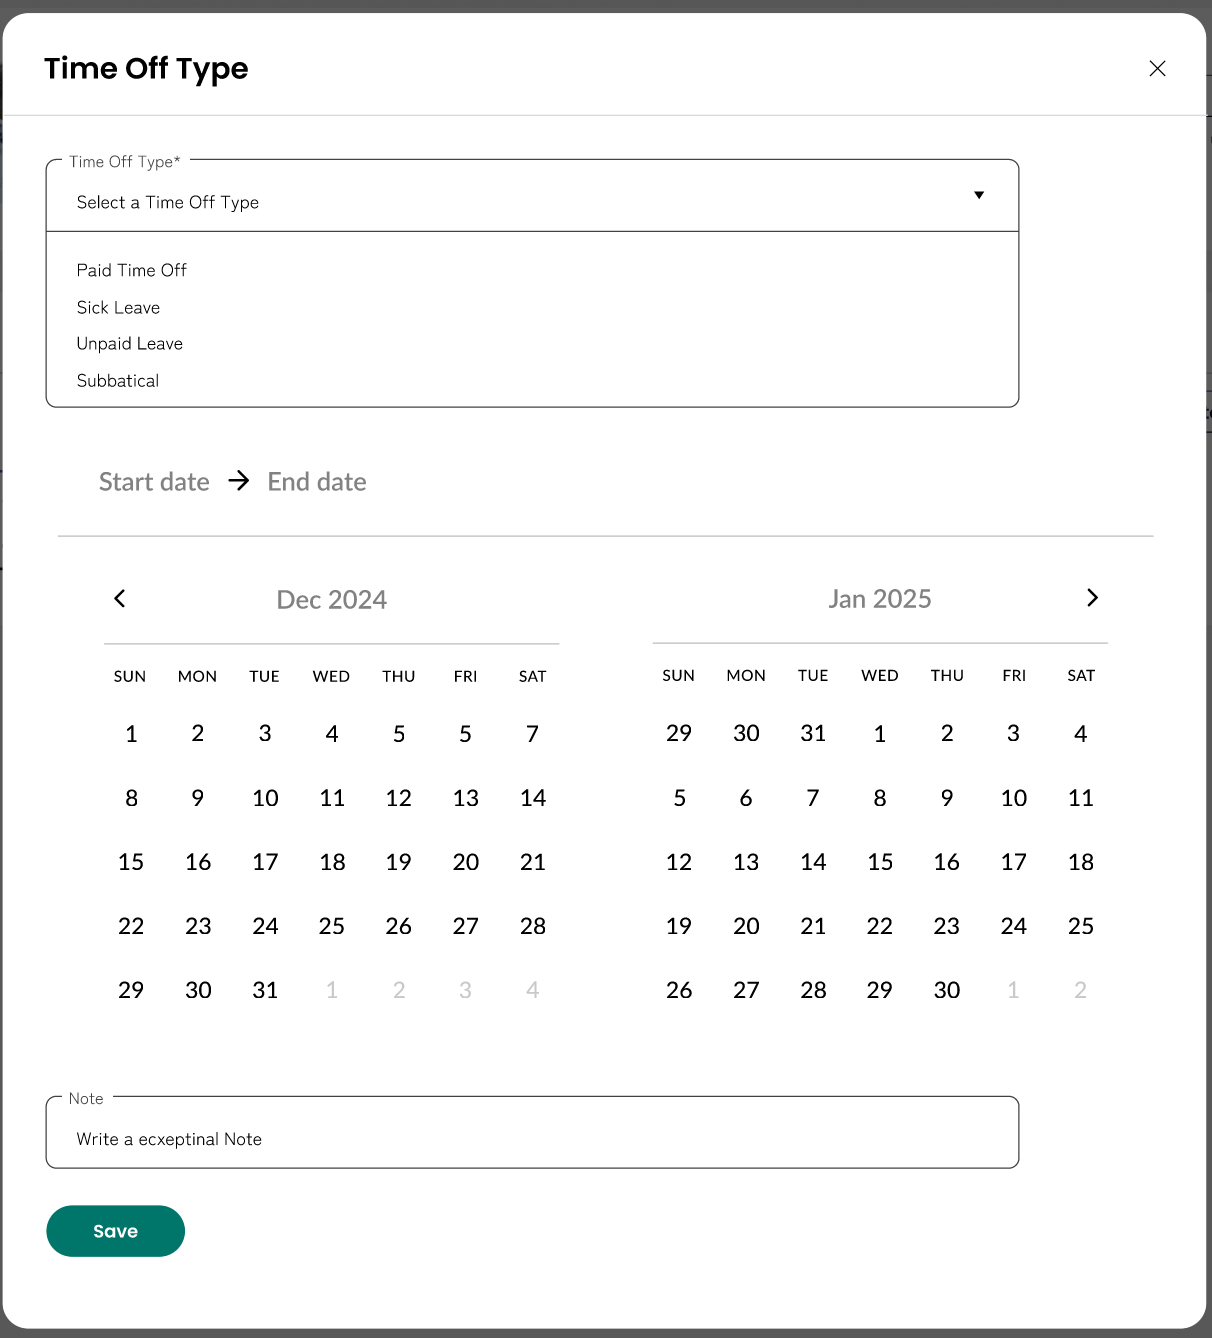 Time Off Type
Time Off Type*
Select a Time Off Type
Paid Time Off
Sick Leave
Unpaid Leave
Subbatical
Start date → End date
Dec 2024
SUN MON TUE WED THU FRI SAT
1 2 3 4 5 5 7
8 9 10 11 12 13 14
15 16 17 18 19 20 21
22 23 24 25 26 27 28
29 30 31 1 2 3 4
Jan 2025
SUN MON TUE WED THU FRI SAT
29 30 31 1 2 3 4
5 6 7 8 9 10 11
12 13 14 15 16 17 18
19 20 21 22 23 24 25
26 27 28 29 30 1 2
Note
Write a ecxeptinal Note
Save